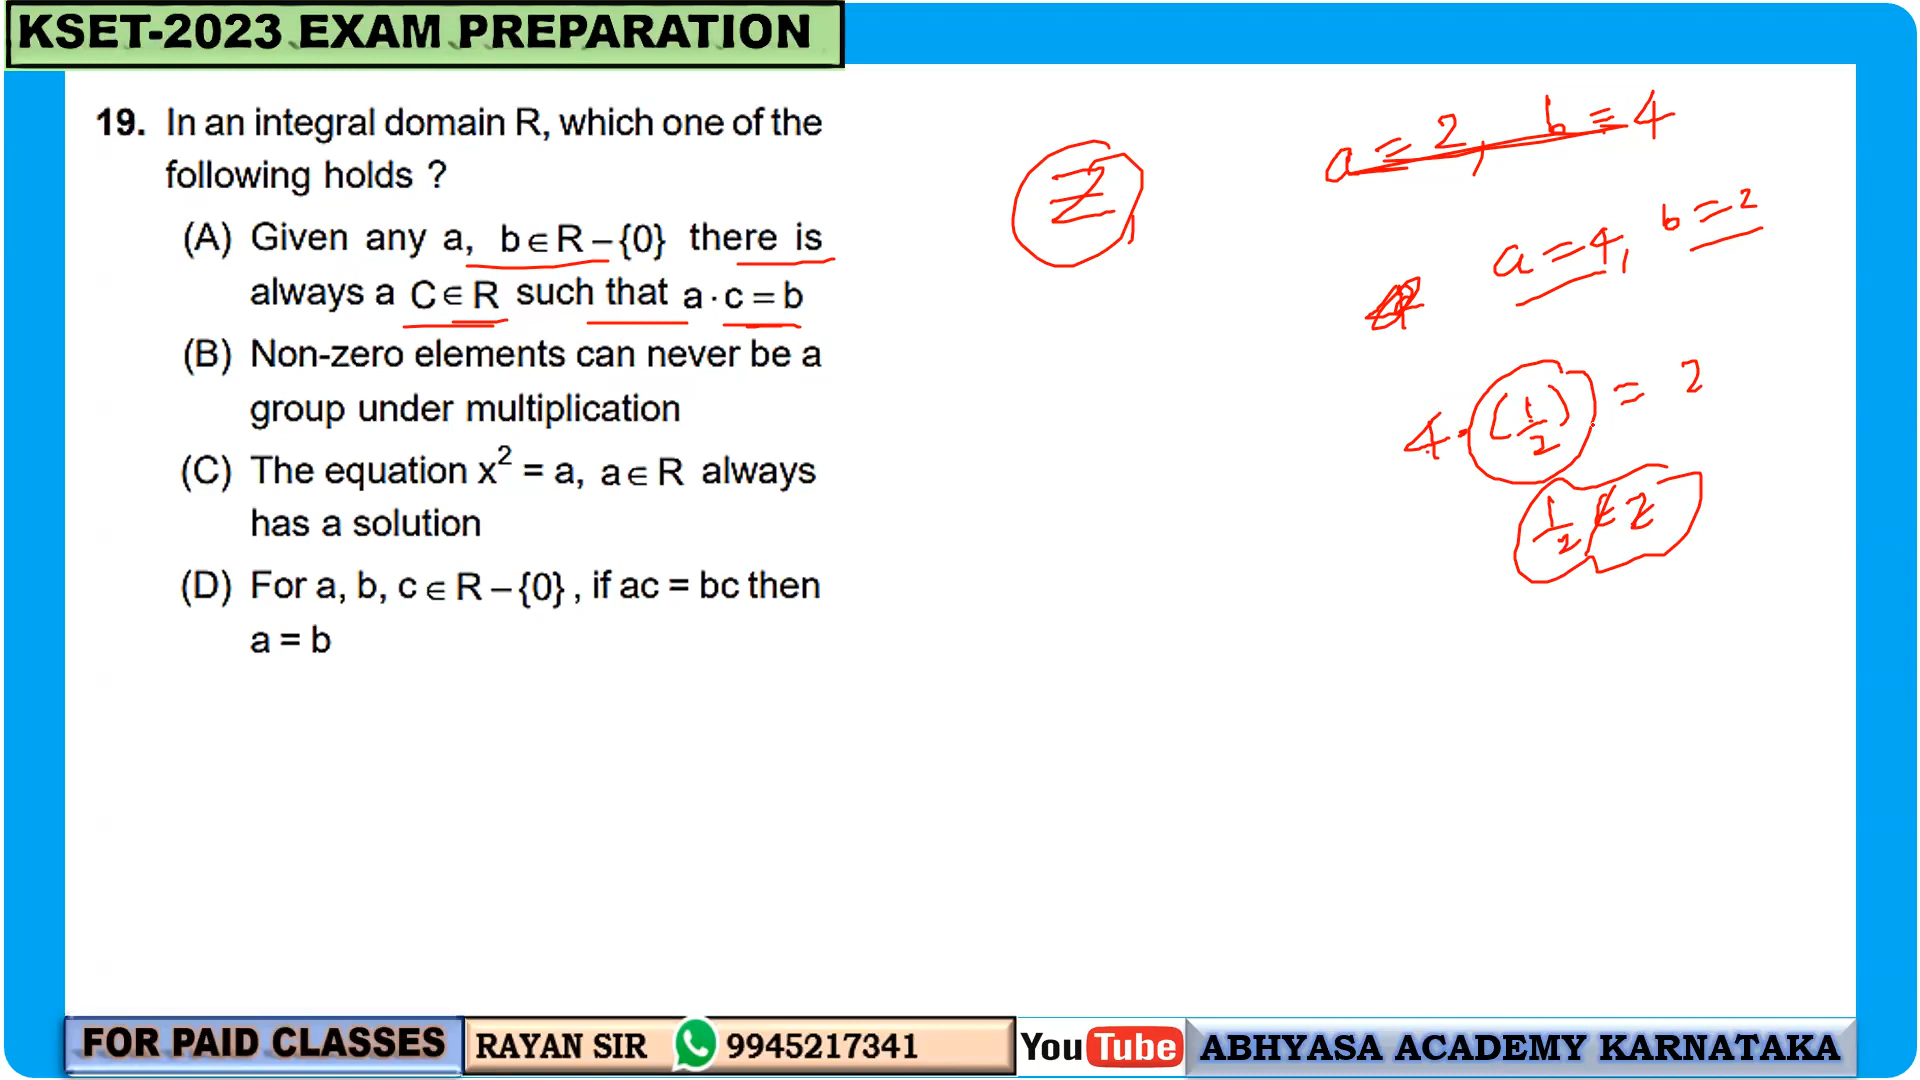 KSET-2023 EXAM PREPARATION
19. In an integral domain R, which one of the
following holds ?
(A) Given any a, b∈R–{0} there is
always a C∈R such that a·c=b
(B) Non-zero elements can never be a
group under multiplication
(C) The equation x² = a, a∈R always
has a solution
(D) For a, b, c∈R–{0}, if ac = bc then
a = b
Z
a = 2, b = 4
a = 4, b = 2
4·(1/2) = 2
1/2 ∉ Z
FOR PAID CLASSES RAYAN SIR 9945217341 YouTube ABHYASA ACADEMY KARNATAKA